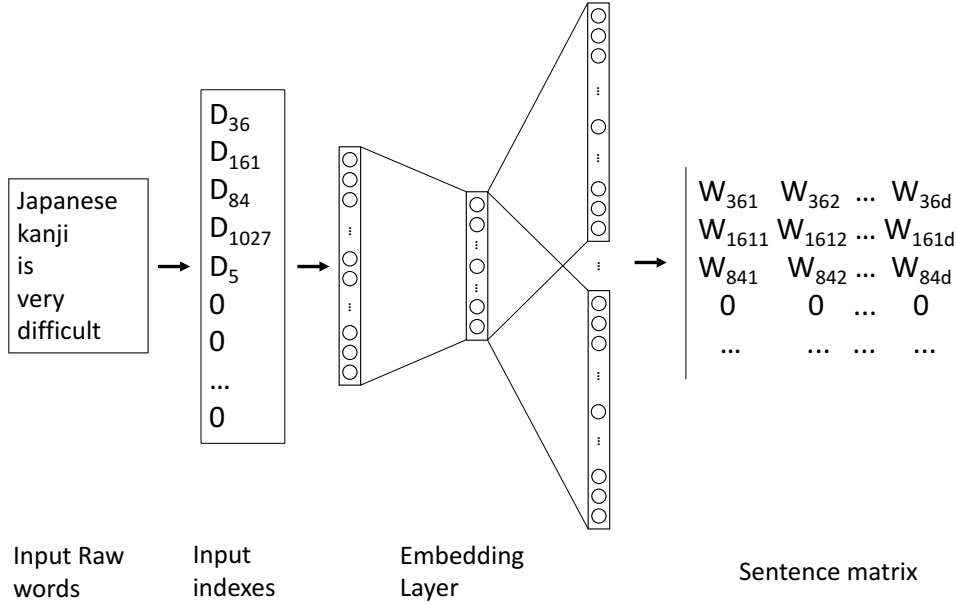 Japanese
kanji
is
very
difficult
D₃₆
D₁₆₁
D₈₄
D₁₀₂₇
D₅
0
0
...
0
... 
...
...
...
...
...
...
...
...
W₃₆₁ W₃₆₂ ... W₃₆d
W₁₆₁₁ W₁₆₁₂ ... W₁₆₁d
W₈₄₁ W₈₄₂ ... W₈₄d
0 0 ... 0
... ... ... ...
Input Raw
words
Input
indexes
Embedding
Layer
Sentence matrix